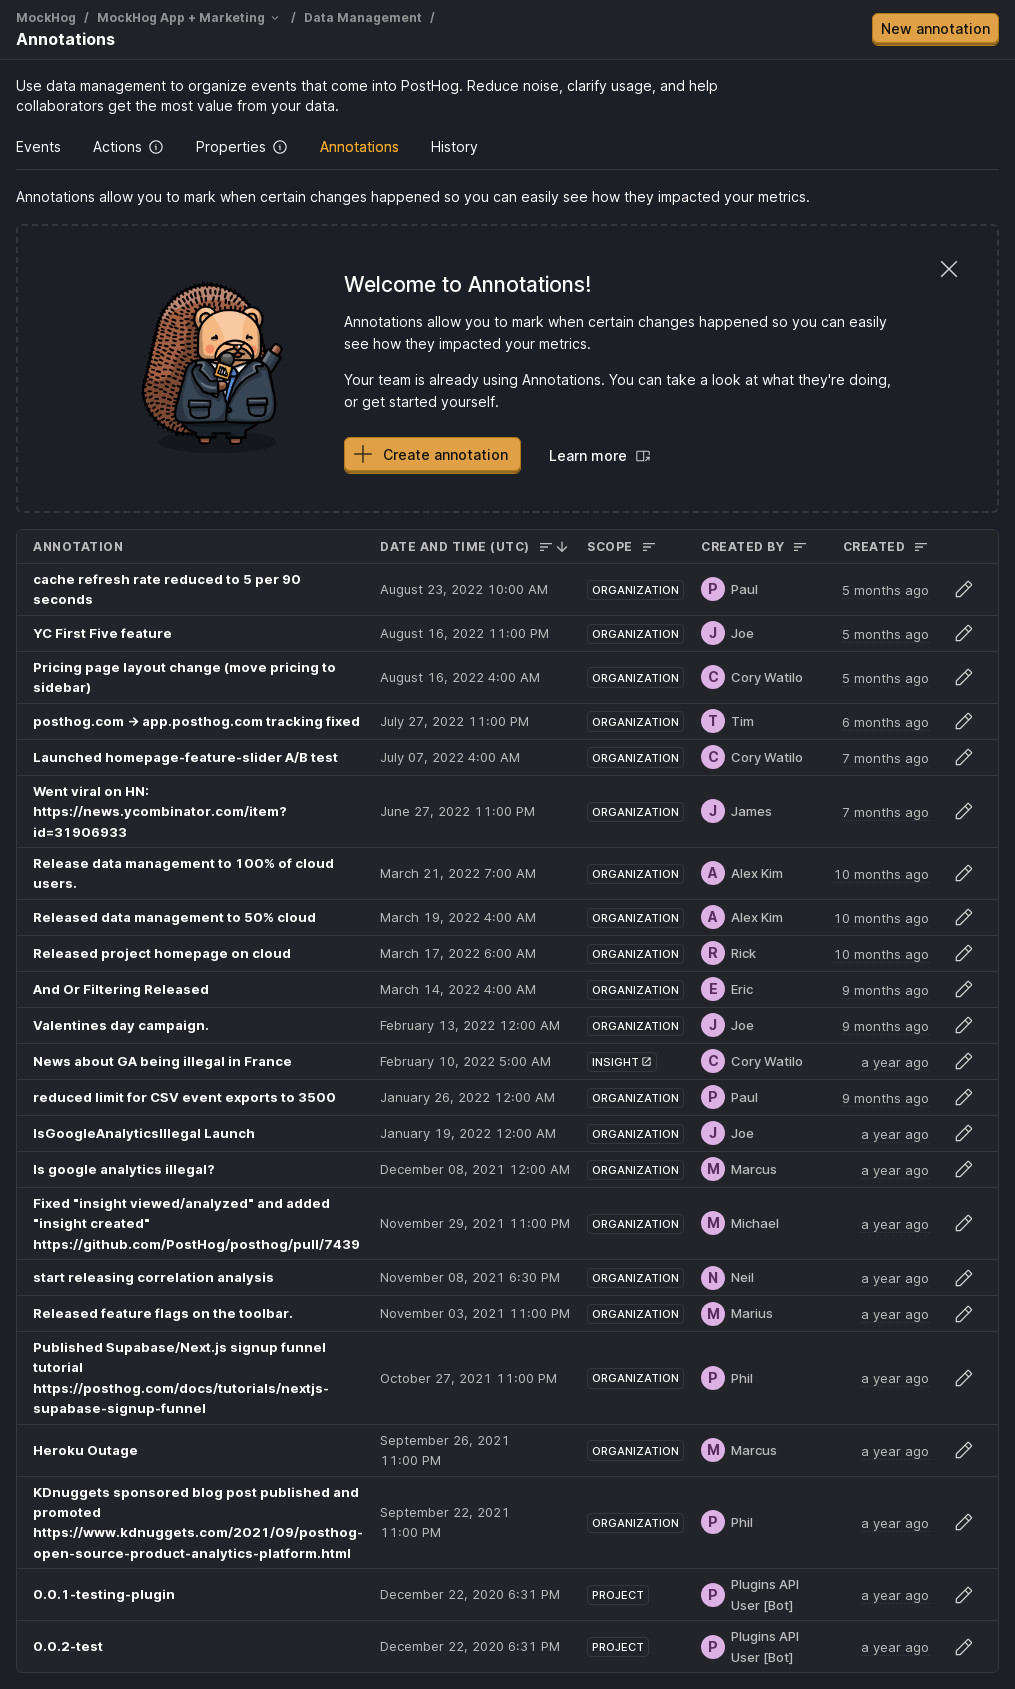 MockHog / MockHog App + Marketing / Data Management /
Annotations
New annotation
Use data management to organize events that come into PostHog. Reduce noise, clarify usage, and help
collaborators get the most value from your data.
Events Actions Properties Annotations History
Annotations allow you to mark when certain changes happened so you can easily see how they impacted your metrics.
Welcome to Annotations!
Annotations allow you to mark when certain changes happened so you can easily
see how they impacted your metrics.
Your team is already using Annotations. You can take a look at what they're doing,
or get started yourself.
Create annotation Learn more
ANNOTATION DATE AND TIME (UTC) SCOPE CREATED BY CREATED
cache refresh rate reduced to 5 per 90
seconds
August 23, 2022 10:00 AM ORGANIZATION P Paul 5 months ago
YC First Five feature August 16, 2022 11:00 PM ORGANIZATION J Joe 5 months ago
Pricing page layout change (move pricing to
sidebar)
August 16, 2022 4:00 AM ORGANIZATION C Cory Watilo 5 months ago
posthog.com → app.posthog.com tracking fixed July 27, 2022 11:00 PM ORGANIZATION T Tim 6 months ago
Launched homepage-feature-slider A/B test July 07, 2022 4:00 AM ORGANIZATION C Cory Watilo 7 months ago
Went viral on HN:
https://news.ycombinator.com/item?
id=31906933
June 27, 2022 11:00 PM ORGANIZATION J James 7 months ago
Release data management to 100% of cloud
users.
March 21, 2022 7:00 AM ORGANIZATION A Alex Kim 10 months ago
Released data management to 50% cloud March 19, 2022 4:00 AM ORGANIZATION A Alex Kim 10 months ago
Released project homepage on cloud March 17, 2022 6:00 AM ORGANIZATION R Rick 10 months ago
And Or Filtering Released March 14, 2022 4:00 AM ORGANIZATION E Eric 9 months ago
Valentines day campaign. February 13, 2022 12:00 AM ORGANIZATION J Joe 9 months ago
News about GA being illegal in France February 10, 2022 5:00 AM INSIGHT C Cory Watilo a year ago
reduced limit for CSV event exports to 3500 January 26, 2022 12:00 AM ORGANIZATION P Paul 9 months ago
IsGoogleAnalyticsIllegal Launch January 19, 2022 12:00 AM ORGANIZATION J Joe a year ago
Is google analytics illegal? December 08, 2021 12:00 AM ORGANIZATION M Marcus a year ago
Fixed "insight viewed/analyzed" and added
"insight created"
https://github.com/PostHog/posthog/pull/7439
November 29, 2021 11:00 PM ORGANIZATION M Michael a year ago
start releasing correlation analysis November 08, 2021 6:30 PM ORGANIZATION N Neil a year ago
Released feature flags on the toolbar. November 03, 2021 11:00 PM ORGANIZATION M Marius a year ago
Published Supabase/Next.js signup funnel
tutorial
https://posthog.com/docs/tutorials/nextjs-
supabase-signup-funnel
October 27, 2021 11:00 PM ORGANIZATION P Phil a year ago
Heroku Outage
September 26, 2021
11:00 PM
ORGANIZATION M Marcus a year ago
KDnuggets sponsored blog post published and
promoted
https://www.kdnuggets.com/2021/09/posthog-
open-source-product-analytics-platform.html
September 22, 2021
11:00 PM
ORGANIZATION P Phil a year ago
0.0.1-testing-plugin December 22, 2020 6:31 PM PROJECT P
Plugins API
User [Bot]
a year ago
0.0.2-test December 22, 2020 6:31 PM PROJECT P
Plugins API
User [Bot]
a year ago